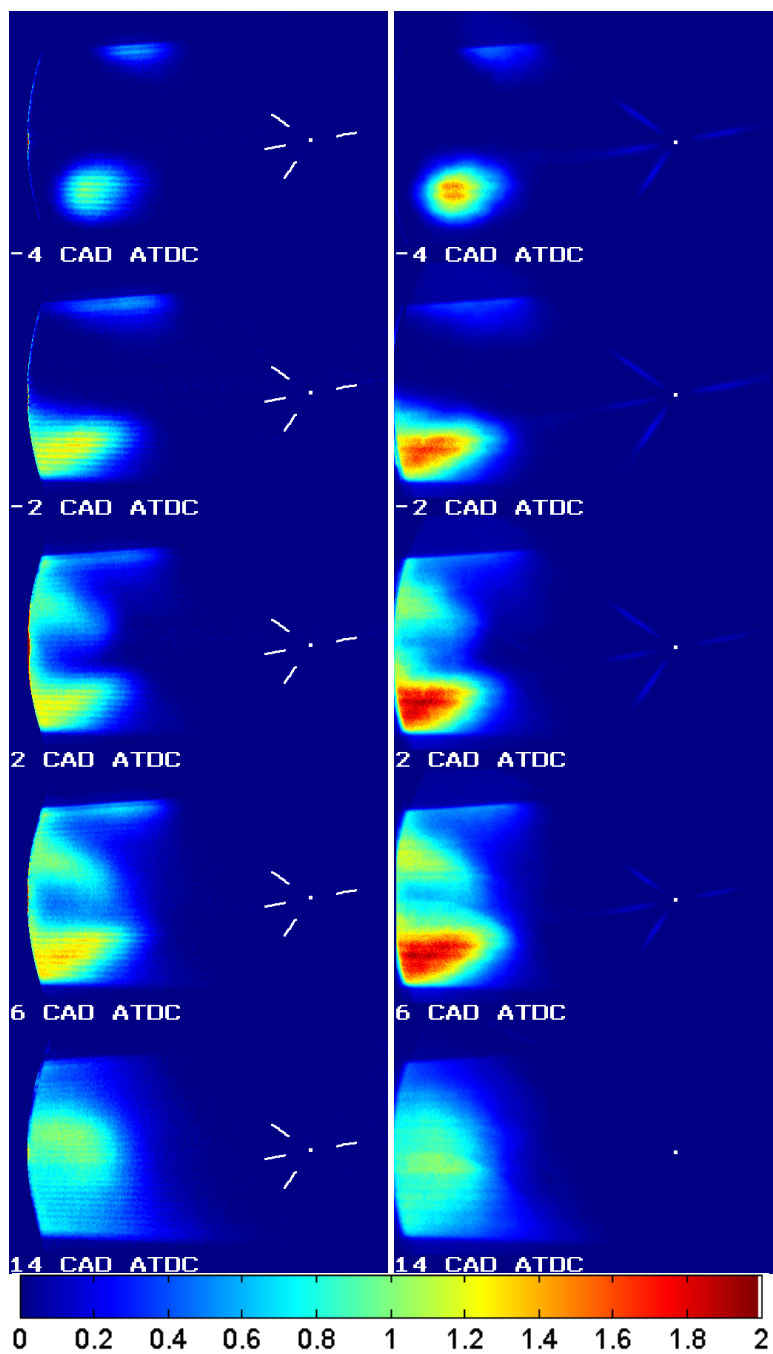 -4 CAD ATDC -4 CAD ATDC
-2 CAD ATDC -2 CAD ATDC
2 CAD ATDC 2 CAD ATDC
6 CAD ATDC 6 CAD ATDC
14 CAD ATDC 14 CAD ATDC
0 0.2 0.4 0.6 0.8 1 1.2 1.4 1.6 1.8 2